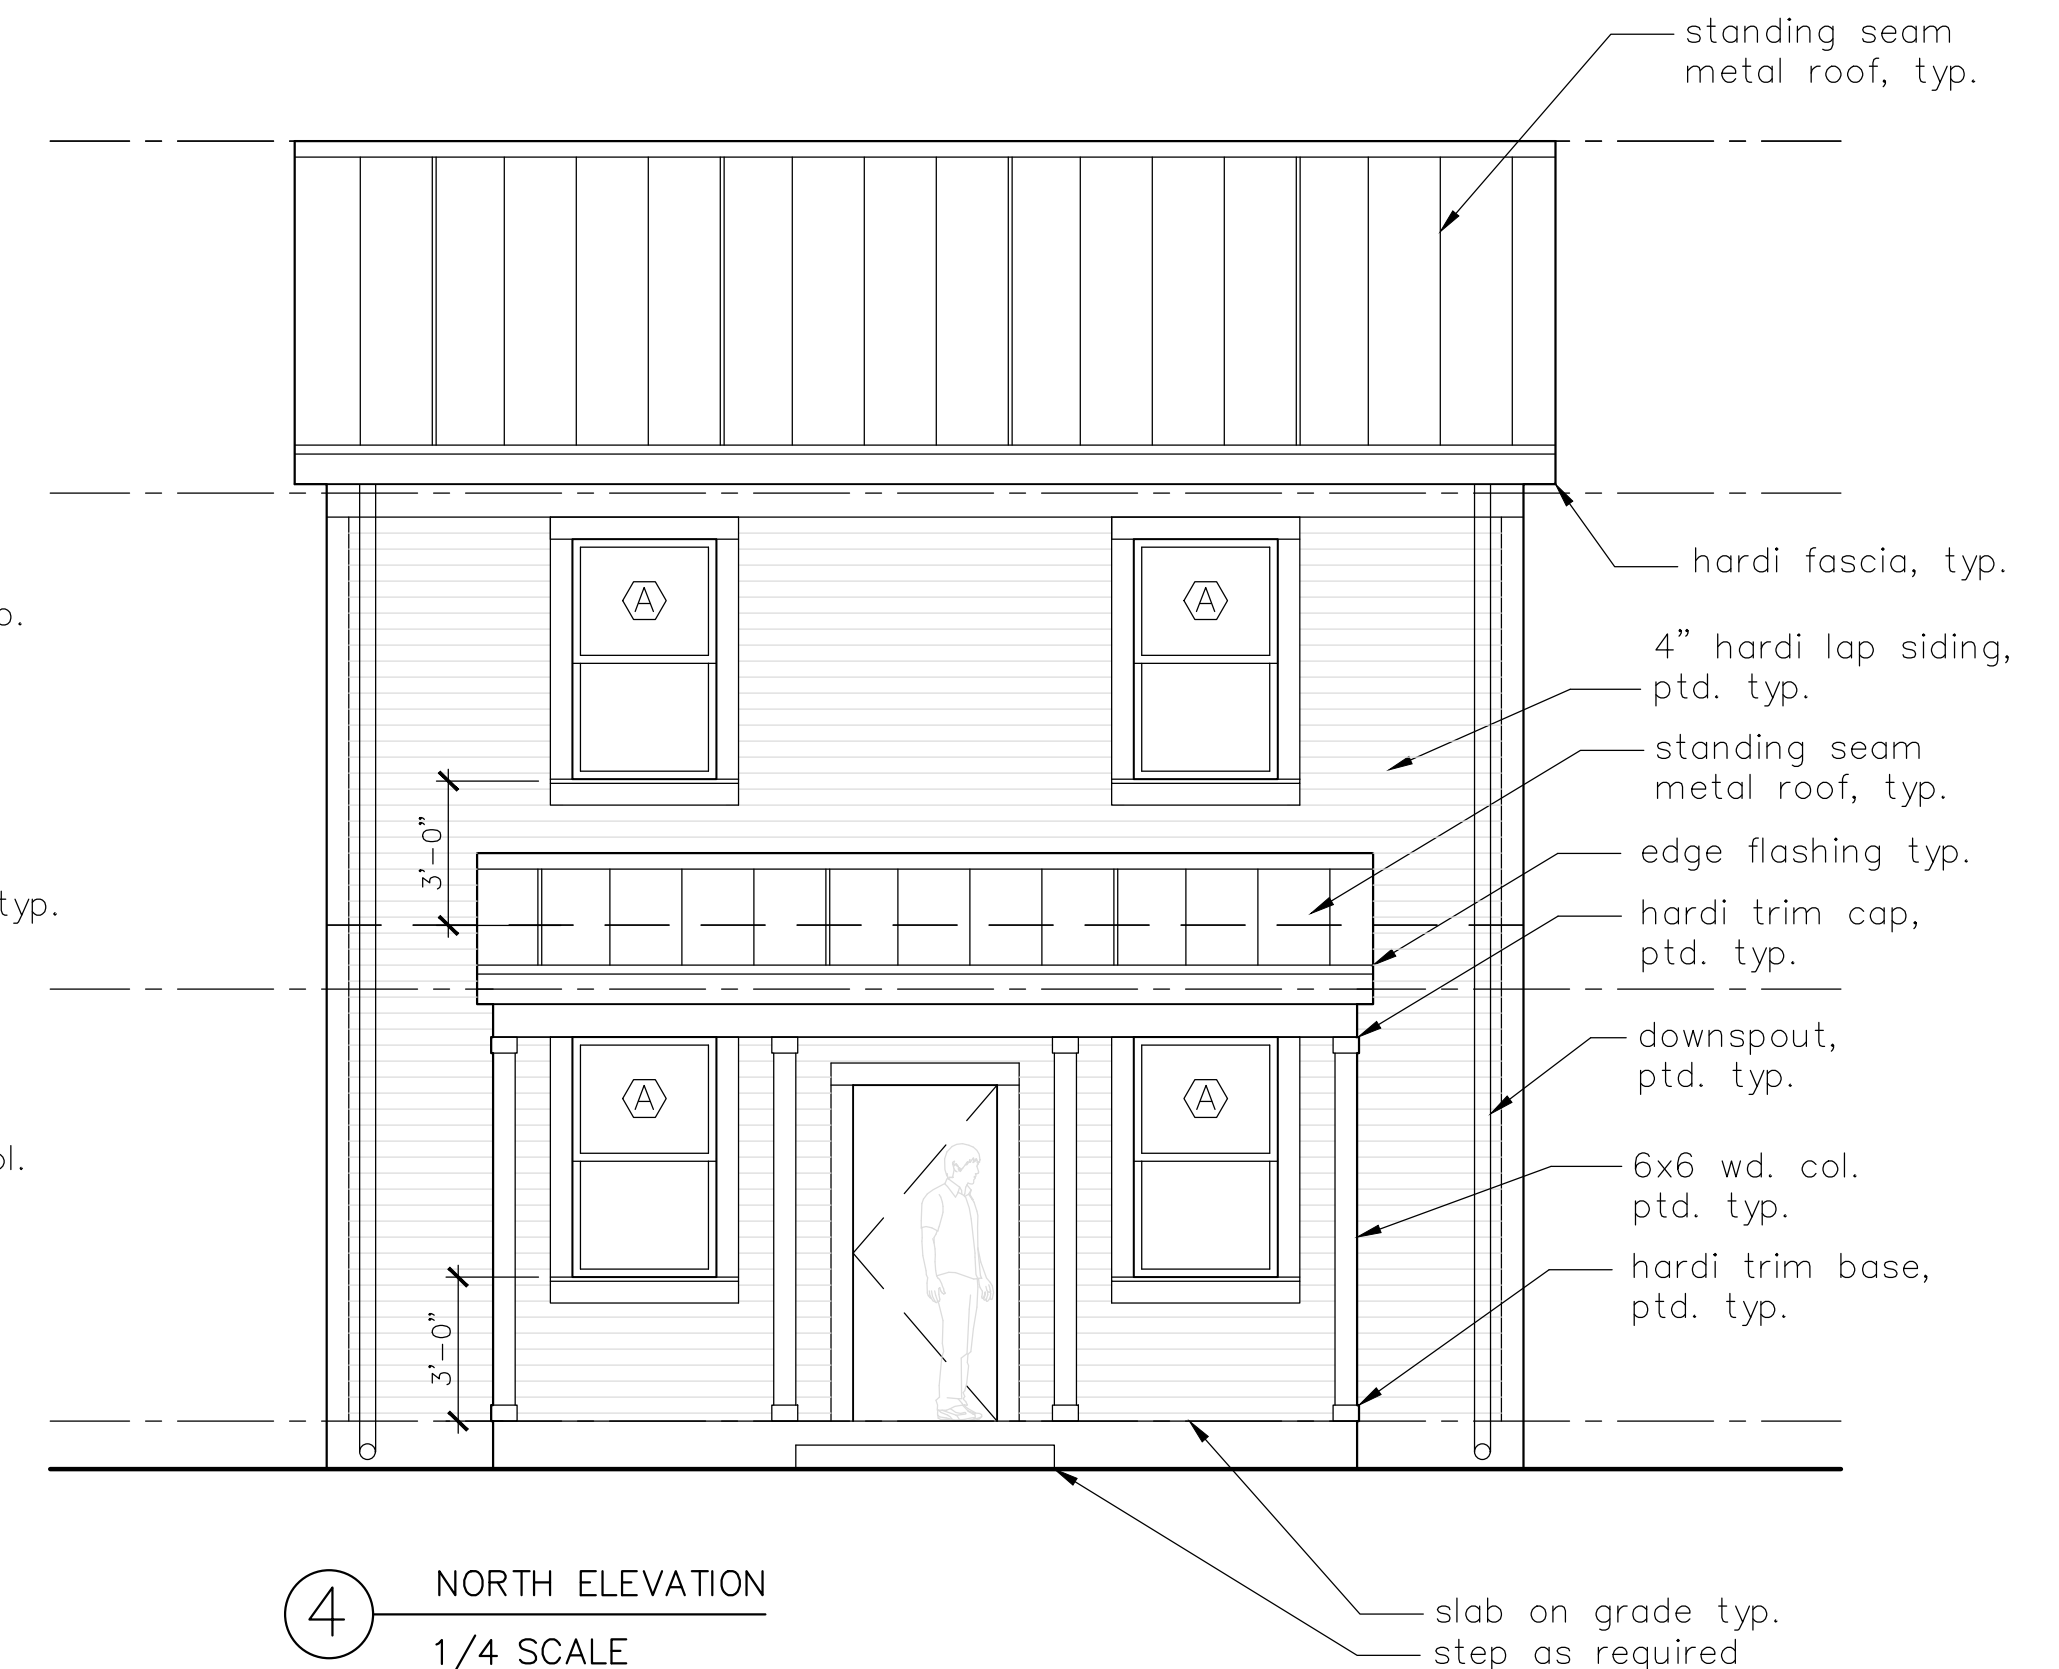 standing seam
metal roof, typ.
hardi fascia, typ.
4” hardi lap siding,
ptd. typ.
standing seam
metal roof, typ.
edge flashing typ.
hardi trim cap,
ptd. typ.
downspout,
ptd. typ.
6x6 wd. col.
ptd. typ.
hardi trim base,
ptd. typ.
slab on grade typ.
step as required
A
A
A
A
3’-0”
3’-0”
typ.
4
NORTH ELEVATION
1/4 SCALE